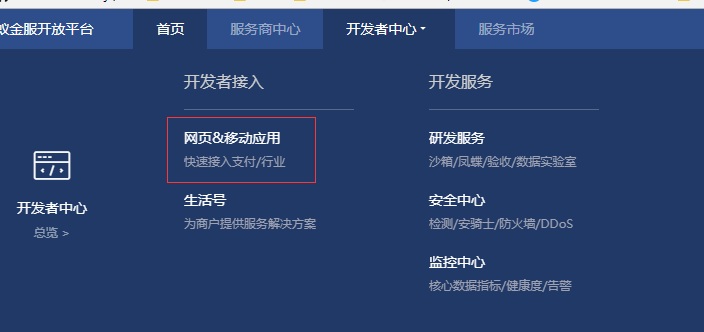 蚁金服开放平台
首页
服务商中心
开发者中心
服务市场
开发者中心
总览 >
开发者接入
网页&移动应用
快速接入支付/行业
生活号
为商户提供服务解决方案
开发服务
研发服务
沙箱/凤蝶/验收/数据实验室
安全中心
检测/安骑士/防火墙/DDoS
监控中心
核心数据指标/健康度/告警